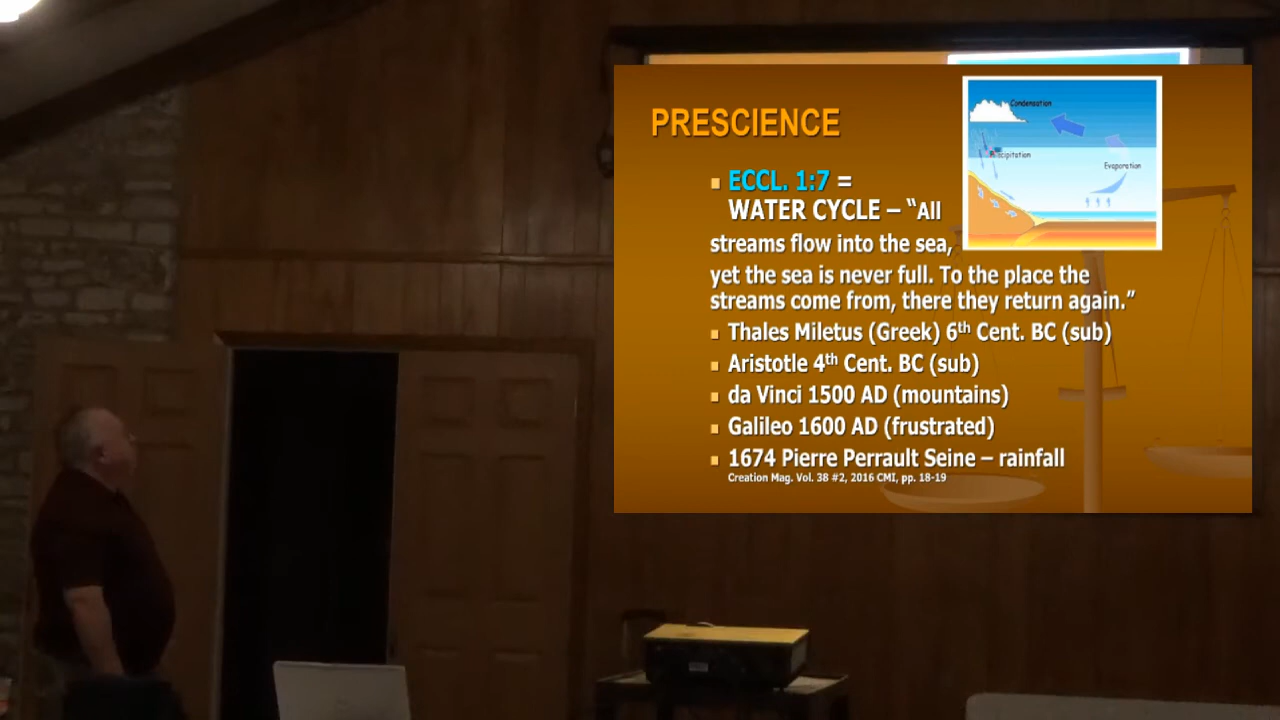 PRESCIENCE
Condensation
Precipitation
Evaporation
▪ ECCL. 1:7 =
WATER CYCLE – “All
streams flow into the sea,
yet the sea is never full. To the place the
streams come from, there they return again.”
▪ Thales Miletus (Greek) 6th Cent. BC (sub)
▪ Aristotle 4th Cent. BC (sub)
▪ da Vinci 1500 AD (mountains)
▪ Galileo 1600 AD (frustrated)
▪ 1674 Pierre Perrault Seine – rainfall
Creation Mag. Vol. 38 #2, 2016 CMI, pp. 18-19